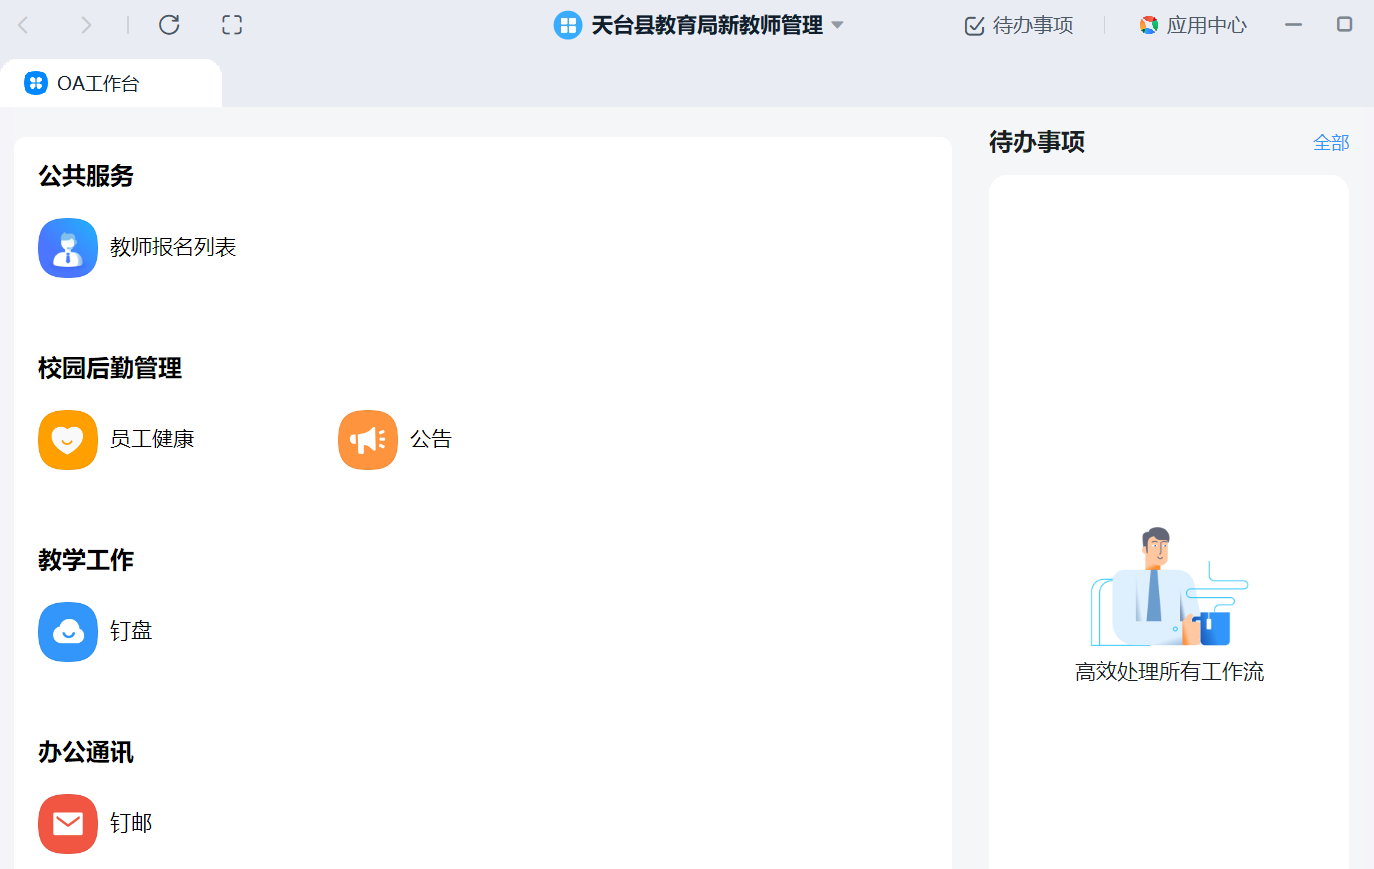 天台县教育局新教师管理
待办事项
应用中心
OA工作台
公共服务
教师报名列表
校园后勤管理
员工健康
公告
教学工作
钉盘
办公通讯
钉邮
待办事项
全部
高效处理所有工作流